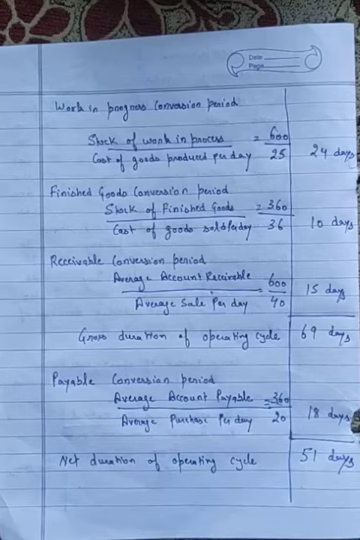 Date
Page
Work in progress Conversion period
Stock of work in process = 600
Cost of goods produced per day 25 24 days
Finished Goods Conversion period
Stock of Finished Goods = 360
Cost of goods sold per day 36 10 days
Receivable Conversion period
Average Account Receivable = 600
Average Sale Per day 40 15 days
Gross duration of operating cycle 69 days
Payable Conversion period
Average Account Payable = 360
Average Purchase Per day 20 18 days
Net duration of operating cycle 51 days